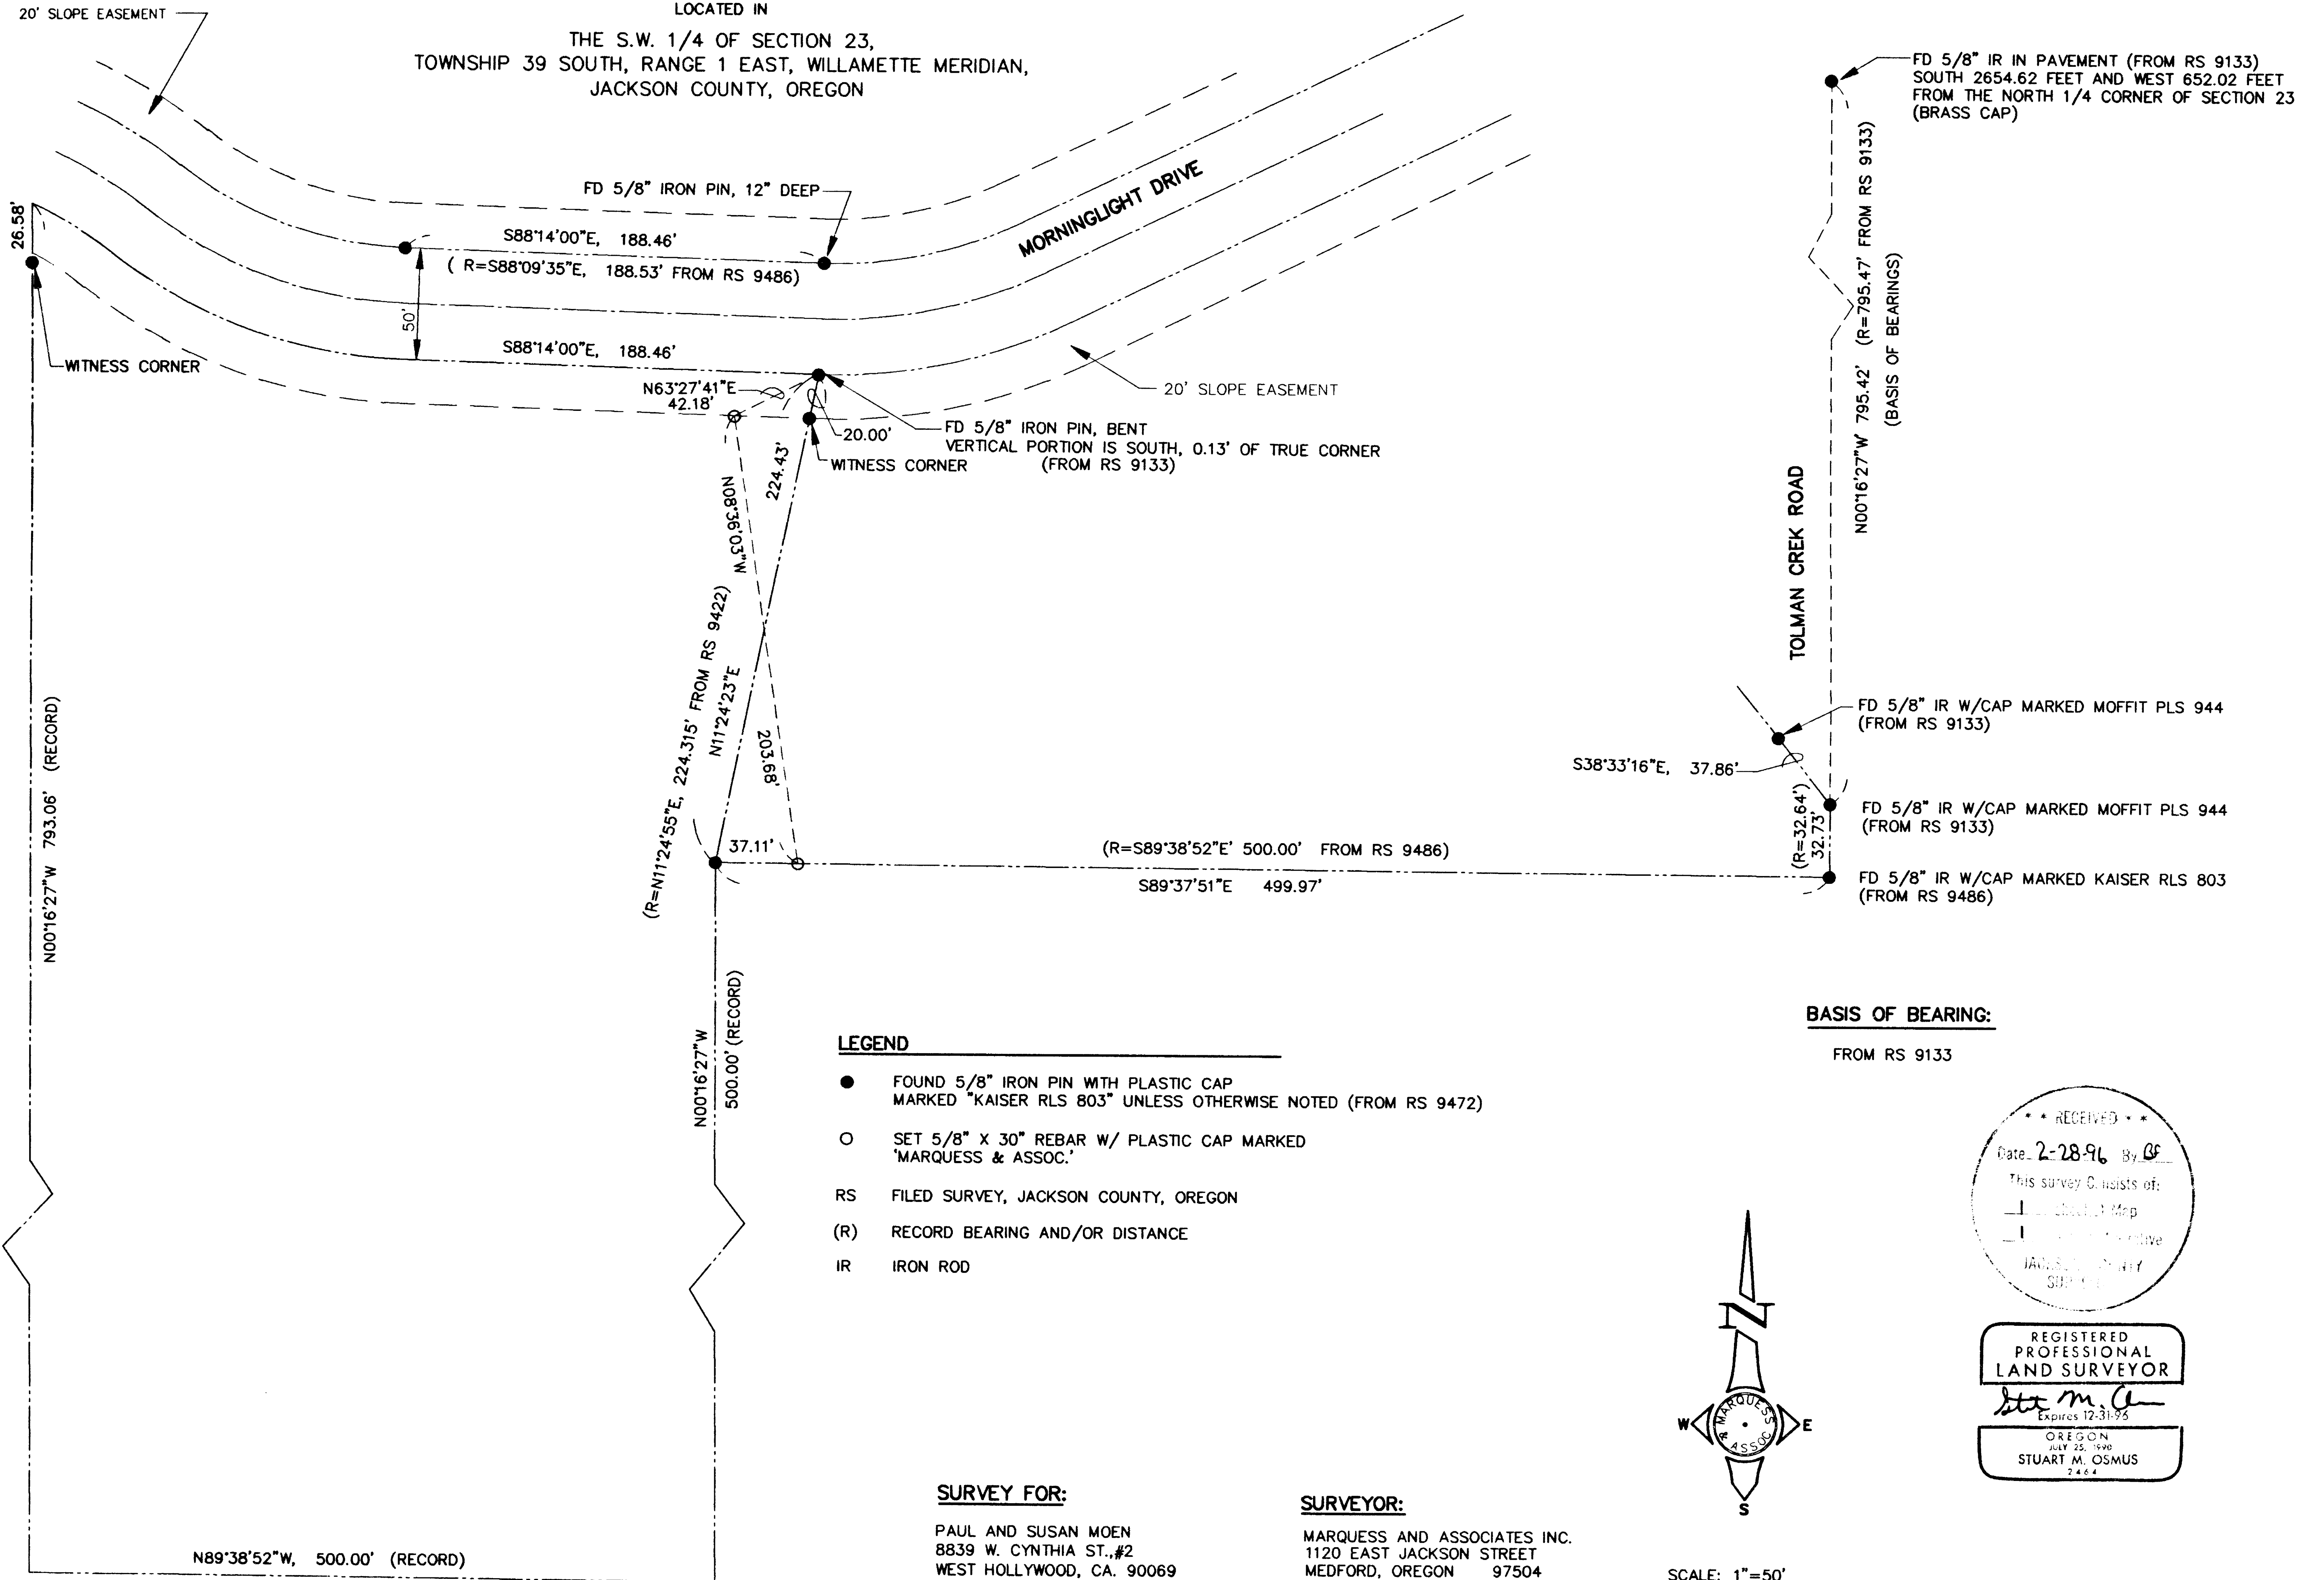 20' SLOPE EASEMENT
LOCATED IN
THE S.W. 1/4 OF SECTION 23,
TOWNSHIP 39 SOUTH, RANGE 1 EAST, WILLAMETTE MERIDIAN,
JACKSON COUNTY, OREGON
FD 5/8" IR IN PAVEMENT (FROM RS 9133)
SOUTH 2654.62 FEET AND WEST 652.02 FEET
FROM THE NORTH 1/4 CORNER OF SECTION 23
(BRASS CAP)
FD 5/8" IRON PIN, 12" DEEP
MORNINGLIGHT DRIVE
26.58'
S88°14'00"E, 188.46'
( R=S88°09'35"E, 188.53' FROM RS 9486)
50'
S88°14'00"E, 188.46'
WITNESS CORNER
N63°27'41"E
42.18'
20' SLOPE EASEMENT
20.00'
FD 5/8" IRON PIN, BENT
VERTICAL PORTION IS SOUTH, 0.13' OF TRUE CORNER
(FROM RS 9133)
WITNESS CORNER
224.43'
N08°36'03"W
203.68'
(R=N11°24'55"E, 224.315' FROM RS 9422)
N11°24'23"E
N00°16'27"W 795.42' (R=795.47' FROM RS 9133)
(BASIS OF BEARINGS)
TOLMAN CREK ROAD
FD 5/8" IR W/CAP MARKED MOFFIT PLS 944
(FROM RS 9133)
S38°33'16"E, 37.86'
FD 5/8" IR W/CAP MARKED MOFFIT PLS 944
(FROM RS 9133)
(R=32.64')
32.73'
37.11'
(R=S89°38'52"E' 500.00' FROM RS 9486)
S89°37'51"E 499.97'
FD 5/8" IR W/CAP MARKED KAISER RLS 803
(FROM RS 9486)
N00°16'27"W 793.06' (RECORD)
N00°16'27"W
500.00' (RECORD)
LEGEND
FOUND 5/8" IRON PIN WITH PLASTIC CAP
MARKED "KAISER RLS 803" UNLESS OTHERWISE NOTED (FROM RS 9472)
SET 5/8" X 30" REBAR W/ PLASTIC CAP MARKED
'MARQUESS & ASSOC.'
RS FILED SURVEY, JACKSON COUNTY, OREGON
(R) RECORD BEARING AND/OR DISTANCE
IR IRON ROD
BASIS OF BEARING:
FROM RS 9133
* * RECEIVED * *
Date 2-28-96 By BF
This survey C nsists of:
1 Map
1
N
W E
S
MARQUESS & ASSOC
REGISTERED
PROFESSIONAL
LAND SURVEYOR
Expires 12-31-95
OREGON
JULY 25, 1990
STUART M. OSMUS
2464
SURVEY FOR:
PAUL AND SUSAN MOEN
8839 W. CYNTHIA ST.,#2
WEST HOLLYWOOD, CA. 90069
SURVEYOR:
MARQUESS AND ASSOCIATES INC.
1120 EAST JACKSON STREET
MEDFORD, OREGON 97504
SCALE: 1"=50'
N89°38'52"W, 500.00' (RECORD)